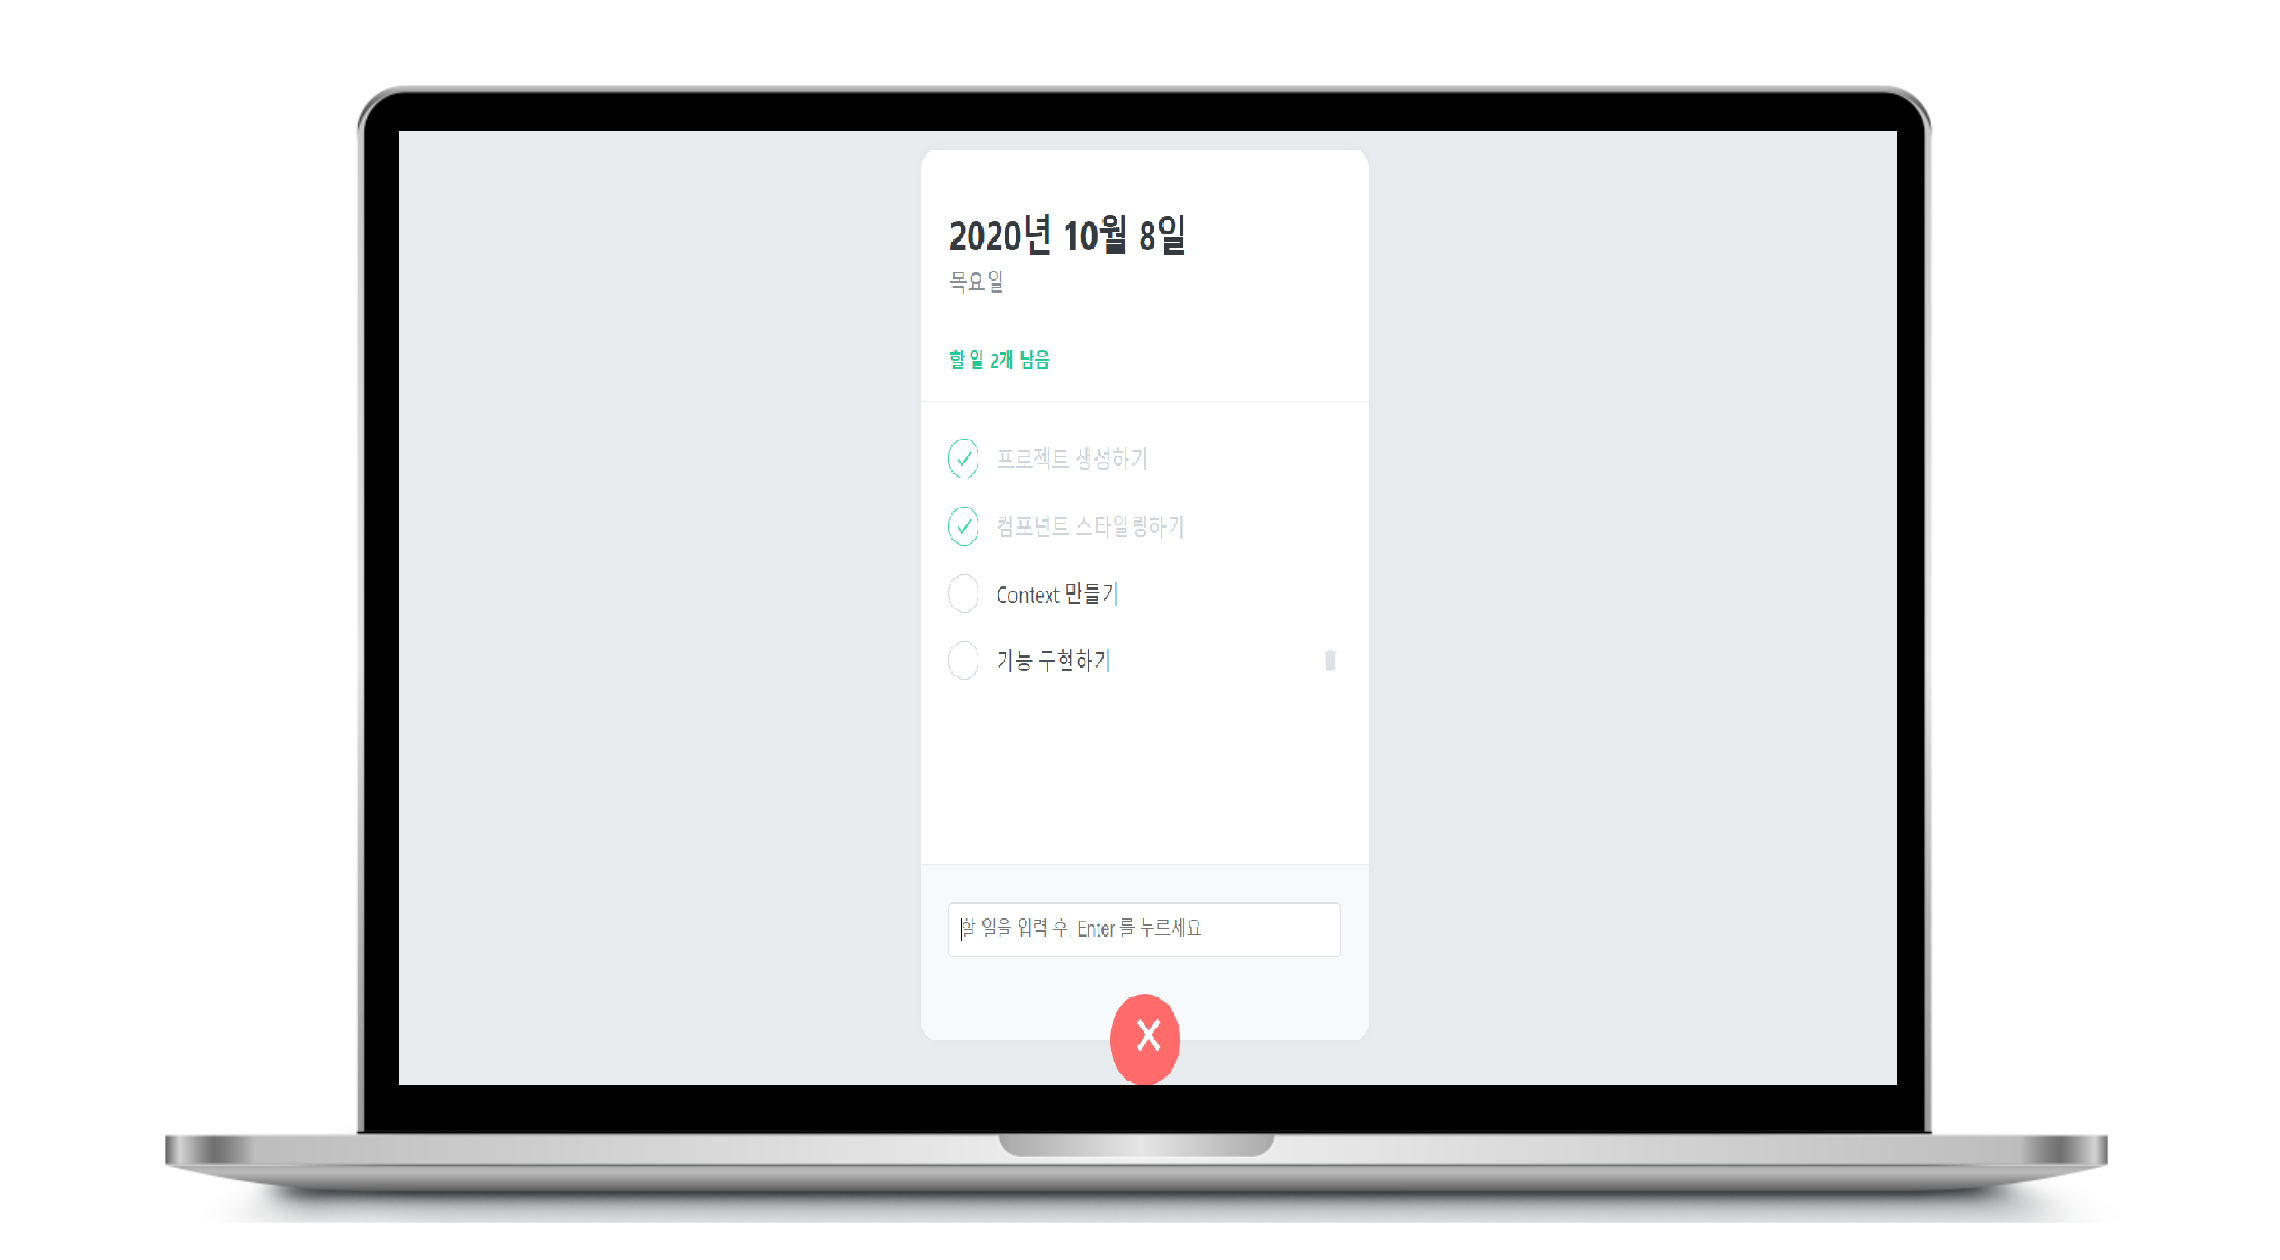 2020년 10월 8일
목요일
할 일 2개 남음
프로젝트 생성하기
컴포넌트 스타일링하기
Context 만들기
기능 구현하기
할 일을 입력 후, Enter 를 누르세요